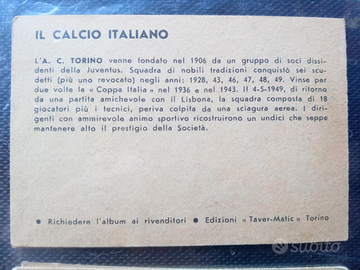 IL CALCIO ITALIANO
L'A. C. TORINO venne fondato nel 1906 da un gruppo di soci dissi-
denti della Juventus. Squadra di nobili tradizioni conquistò sei scu-
detti (più uno revocato) negli anni: 1928, 43, 46, 47, 48, 49. Vinse per
due volte la « Coppa Italia » nel 1936 e nel 1943. Il 4-5-1949, di ritorno
da una partita amichevole con il Lisbona, la squadra composta di 18
giocatori più i tecnici, periva colpita da una sciagura aerea. I diri-
genti con ammirevole animo sportivo ricostruirono un undici che seppe
mantenere alto il prestigio della Società.
● Richiedere l'album ai rivenditori ● Edizioni « Taver-Matic » Torino
subito